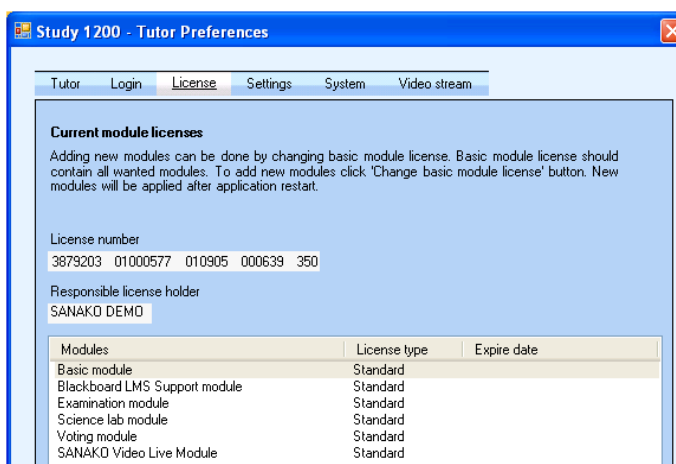 Study 1200 - Tutor Preferences
Tutor Login License Settings System Video stream
Current module licenses
Adding new modules can be done by changing basic module license. Basic module license should
contain all wanted modules. To add new modules click 'Change basic module license' button. New
modules will be applied after application restart.
License number
3879203 01000577 010905 000639 350
Responsible license holder
SANAKO DEMO
Modules License type Expire date
Basic module Standard
Blackboard LMS Support module Standard
Examination module Standard
Science lab module Standard
Voting module Standard
SANAKO Video Live Module Standard